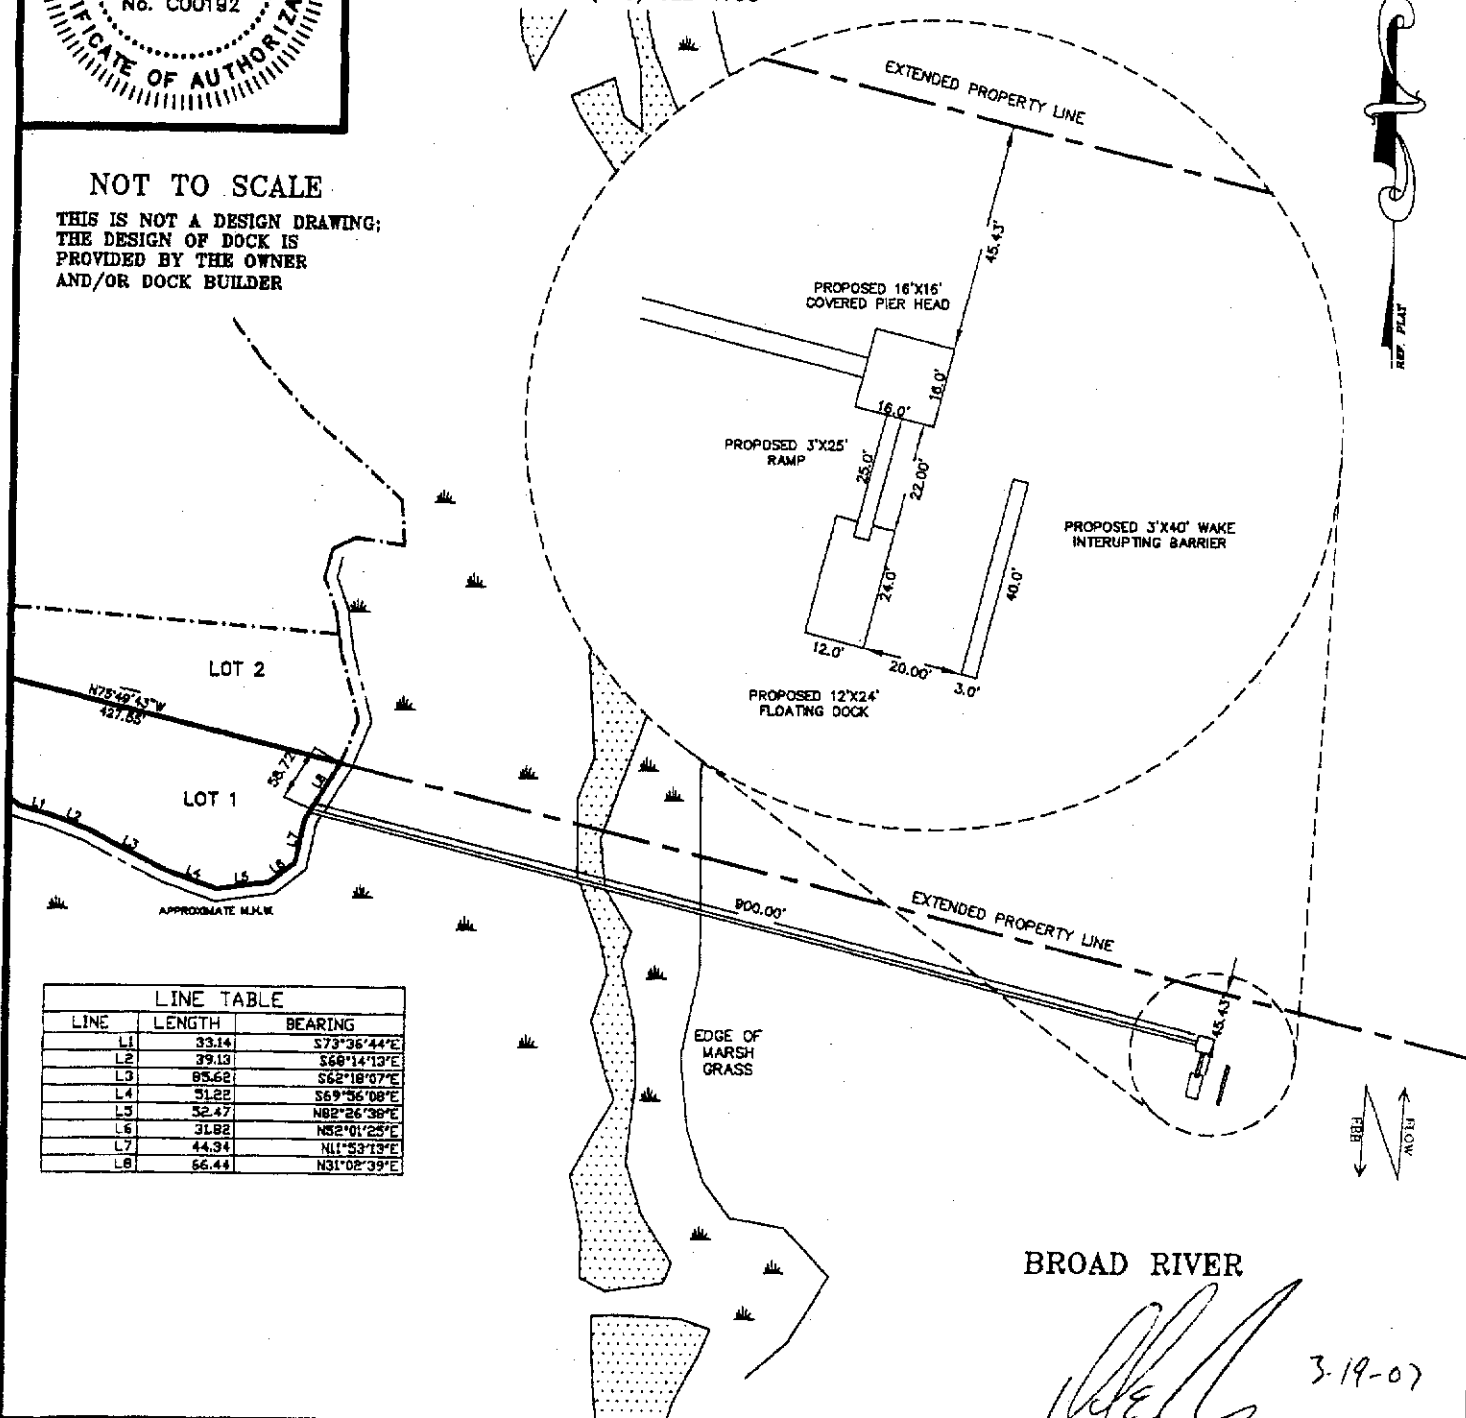 No. C00192
IFICATE OF AUTHORIZA
NOT TO SCALE
THIS IS NOT A DESIGN DRAWING;
THE DESIGN OF DOCK IS
PROVIDED BY THE OWNER
AND/OR DOCK BUILDER
EXTENDED PROPERTY LINE
45.43'
PROPOSED 16'X16'
COVERED PIER HEAD
16.0'
16.0'
PROPOSED 3'X25'
RAMP
25.0'
22.00'
PROPOSED 3'X40' WAKE
INTERUPTING BARRIER
24.0'
40.0'
12.0'
20.00'
3.0'
PROPOSED 12'X24'
FLOATING DOCK
REF. PLAT
LOT 2
N75°49'43"W
427.55'
58.72'
LOT 1
L1
L2
L3
L4
L5
L6
L7
L8
APPROXIMATE M.H.W.
900.00'
EXTENDED PROPERTY LINE
45.43'
EDGE OF
MARSH
GRASS
LINE TABLE
LINE LENGTH BEARING
L1 33.14 S73°36'44"E
L2 39.13 S68°14'13"E
L3 85.62 S62°18'07"E
L4 51.22 S69°56'08"E
L5 52.47 N82°26'38"E
L6 31.82 N52°01'25"E
L7 44.34 N11°53'13"E
L8 66.44 N31°02'39"E
EBB
FLOW
BROAD RIVER
3-19-07